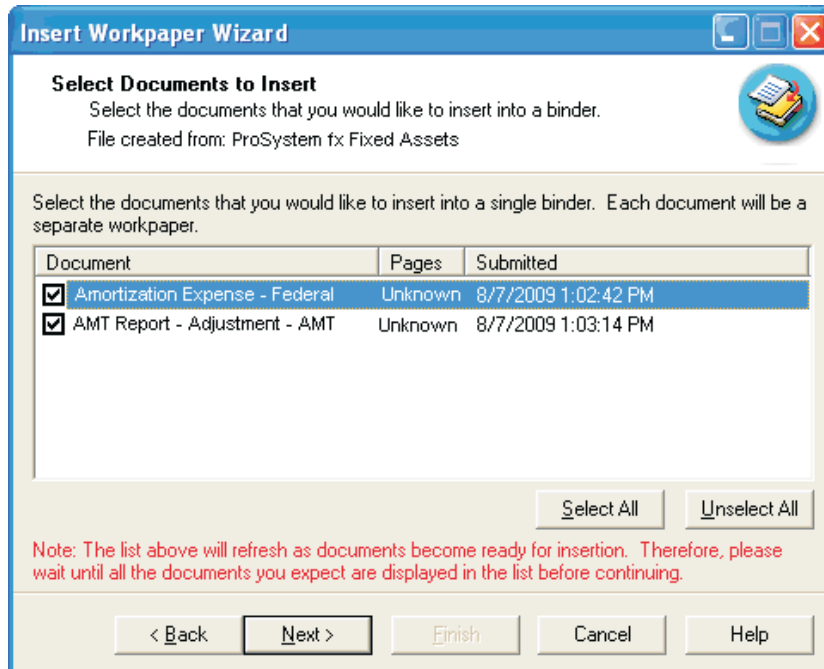 Insert Workpaper Wizard
Select Documents to Insert
Select the documents that you would like to insert into a binder.
File created from: ProSystem fx Fixed Assets
Select the documents that you would like to insert into a single binder. Each document will be a
separate workpaper.
Document Pages Submitted
Amortization Expense - Federal Unknown 8/7/2009 1:02:42 PM
AMT Report - Adjustment - AMT Unknown 8/7/2009 1:03:14 PM
Select All Unselect All
Note: The list above will refresh as documents become ready for insertion. Therefore, please
wait until all the documents you expect are displayed in the list before continuing.
< Back Next > Finish Cancel Help